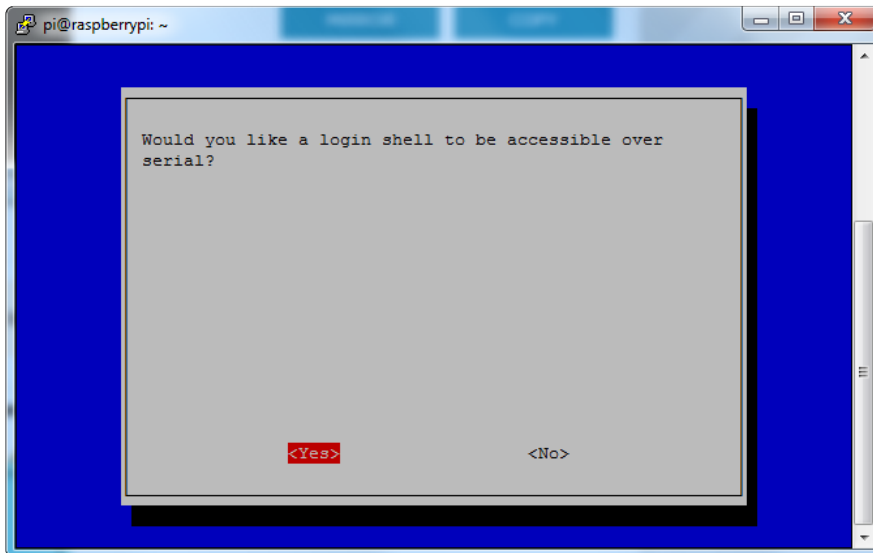 pi@raspberrypi: ~
Would you like a login shell to be accessible over
serial?
<Yes> <No>